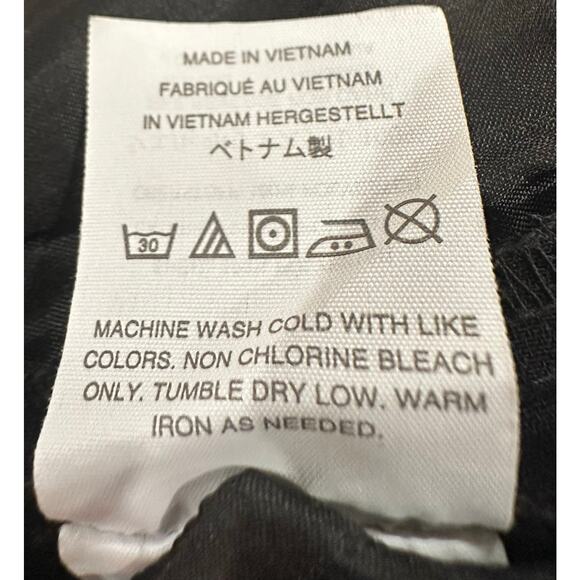 MADE IN VIETNAM
FABRIQUÉ AU VIETNAM
IN VIETNAM HERGESTELLT
ベトナム製
30
MACHINE WASH COLD WITH LIKE
COLORS. NON CHLORINE BLEACH
ONLY. TUMBLE DRY LOW. WARM
IRON AS NEEDED.